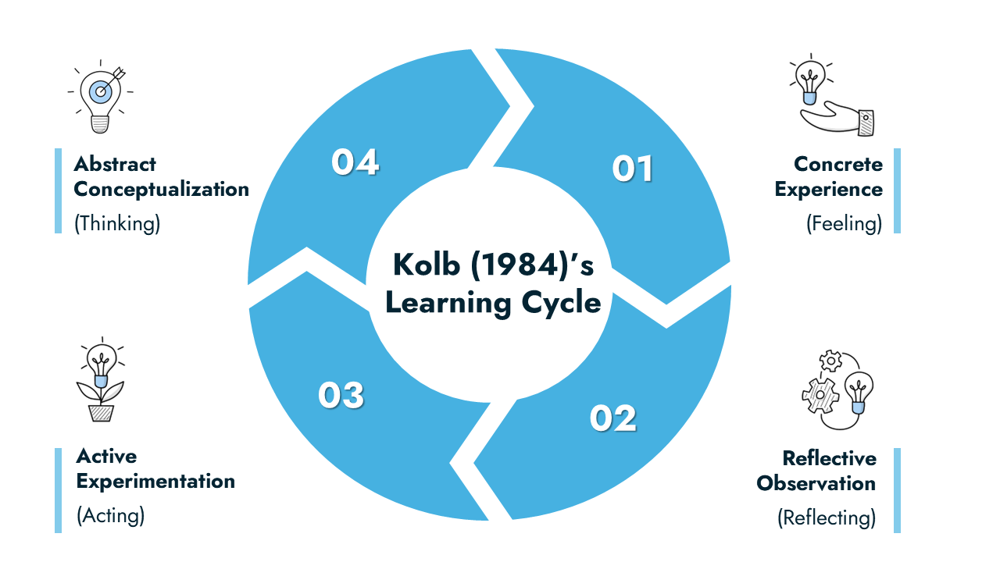 Kolb (1984)’s
Learning Cycle
01
Concrete
Experience
(Feeling)
02
Reflective
Observation
(Reflecting)
03
Active
Experimentation
(Acting)
04
Abstract
Conceptualization
(Thinking)